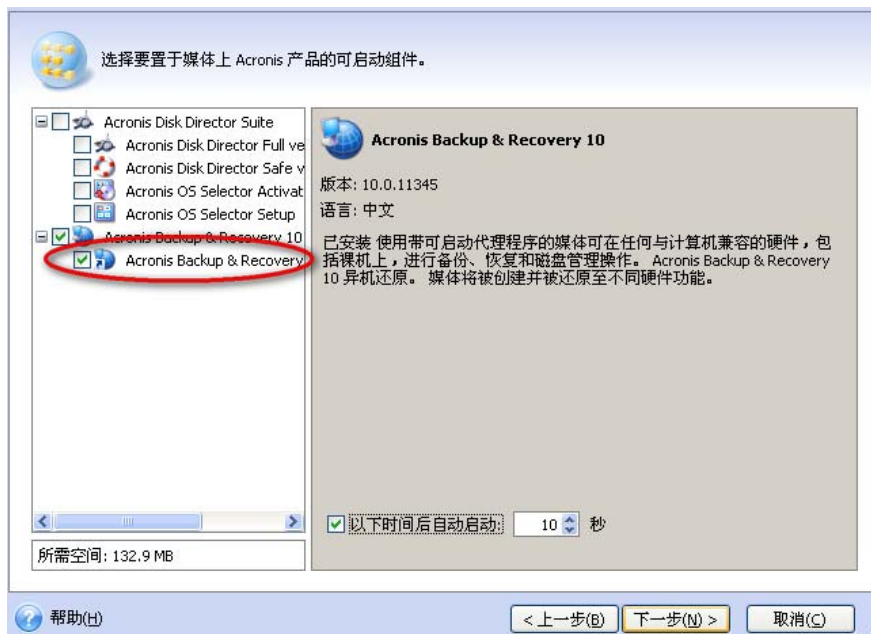 选择要置于媒体上 Acronis 产品的可启动组件。
Acronis Disk Director Suite
Acronis Disk Director Full ve
Acronis Disk Director Safe v
Acronis OS Selector Activat
Acronis OS Selector Setup
Acronis Backup & Recovery 10
Acronis Backup & Recovery
所需空间: 132.9 MB
Acronis Backup & Recovery 10
版本: 10.0.11345
语言: 中文
已安装 使用带可启动代理程序的媒体可在任何与计算机兼容的硬件，包
括裸机上，进行备份、恢复和磁盘管理操作。 Acronis Backup & Recovery
10 异机还原。 媒体将被创建并被还原至不同硬件功能。
以下时间后自动启动: 10 秒
帮助(H)
< 上一步(B) 下一步(N) > 取消(C)